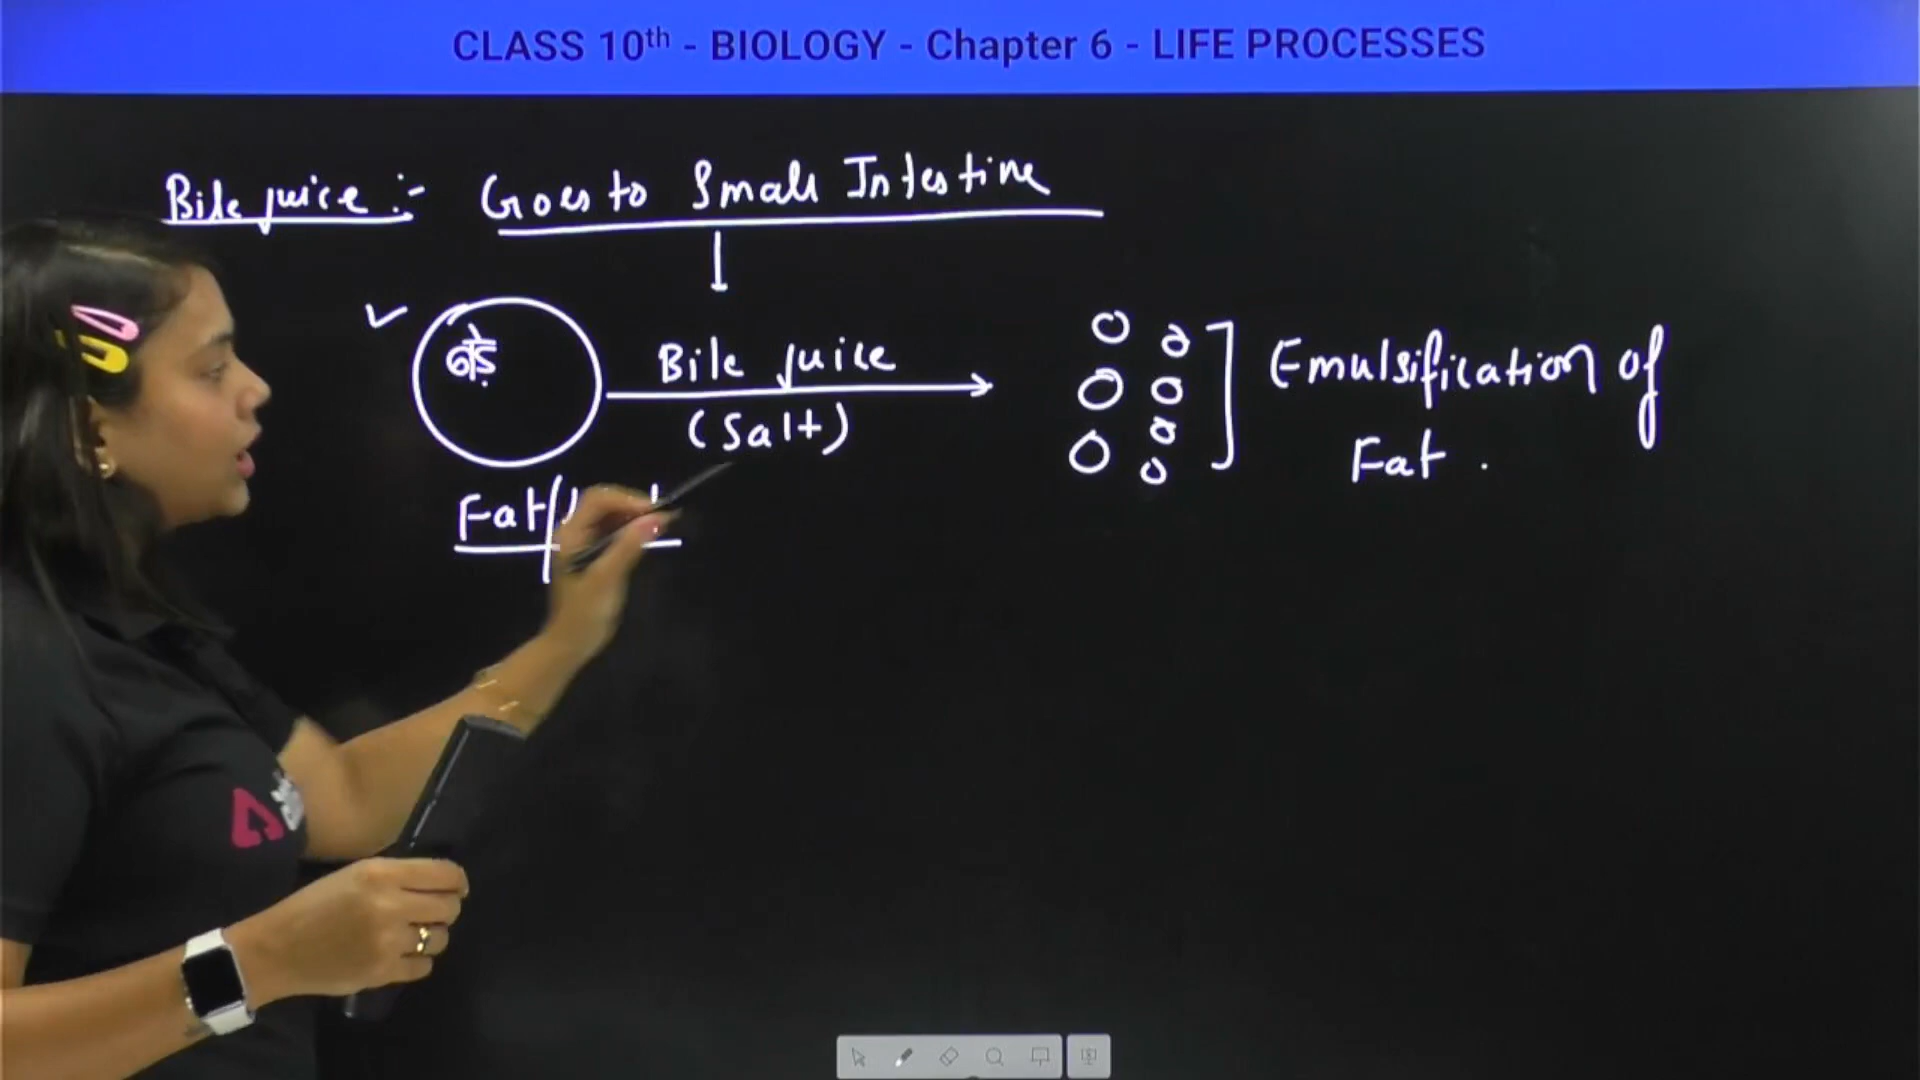 CLASS 10th - BIOLOGY - Chapter 6 - LIFE PROCESSES
Bile juice :- Goes to Small Intestine
Bile juice
(Salt)
Emulsification of
Fat .
Fat/